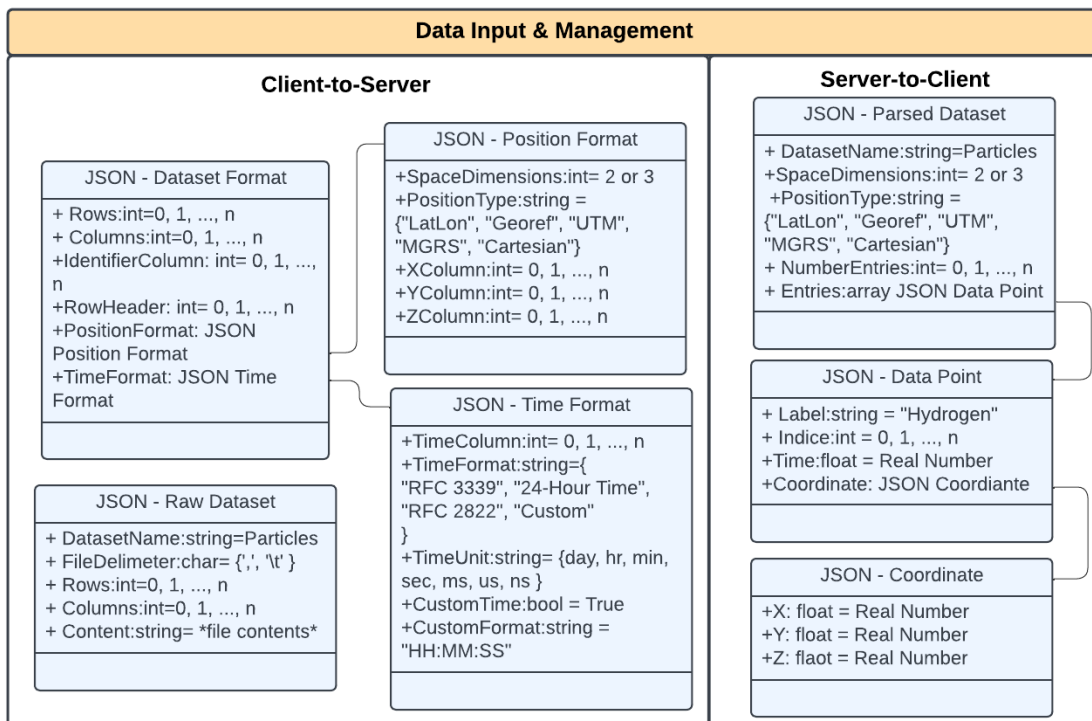 Data Input & Management
Client-to-Server
JSON - Dataset Format
+ Rows:int=0, 1, ..., n
+ Columns:int=0, 1, ..., n
+IdentifierColumn: int= 0, 1, ...,
n
+RowHeader: int= 0, 1, ..., n
+PositionFormat: JSON
Position Format
+TimeFormat: JSON Time
Format
JSON - Raw Dataset
+ DatasetName:string=Particles
+ FileDelimeter:char= {',', '\t' }
+ Rows:int=0, 1, ..., n
+ Columns:int=0, 1, ..., n
+ Content:string= *file contents*
JSON - Position Format
+SpaceDimensions:int= 2 or 3
+PositionType:string =
{"LatLon", "Georef", "UTM",
"MGRS", "Cartesian"}
+XColumn:int= 0, 1, ..., n
+YColumn:int= 0, 1, ..., n
+ZColumn:int= 0, 1, ..., n
JSON - Time Format
+TimeColumn:int= 0, 1, ..., n
+TimeFormat:string={
"RFC 3339", "24-Hour Time",
"RFC 2822", "Custom"
}
+TimeUnit:string= {day, hr, min,
sec, ms, us, ns }
+CustomTime:bool = True
+CustomFormat:string =
"HH:MM:SS"
Server-to-Client
JSON - Parsed Dataset
+ DatasetName:string=Particles
+SpaceDimensions:int= 2 or 3
+PositionType:string =
{"LatLon", "Georef", "UTM",
"MGRS", "Cartesian"}
+ NumberEntries:int= 0, 1, ..., n
+ Entries:array JSON Data Point
JSON - Data Point
+ Label:string = "Hydrogen"
+ Indice:int = 0, 1, ..., n
+Time:float = Real Number
+Coordinate: JSON Coordiante
JSON - Coordinate
+X: float = Real Number
+Y: float = Real Number
+Z: flaot = Real Number